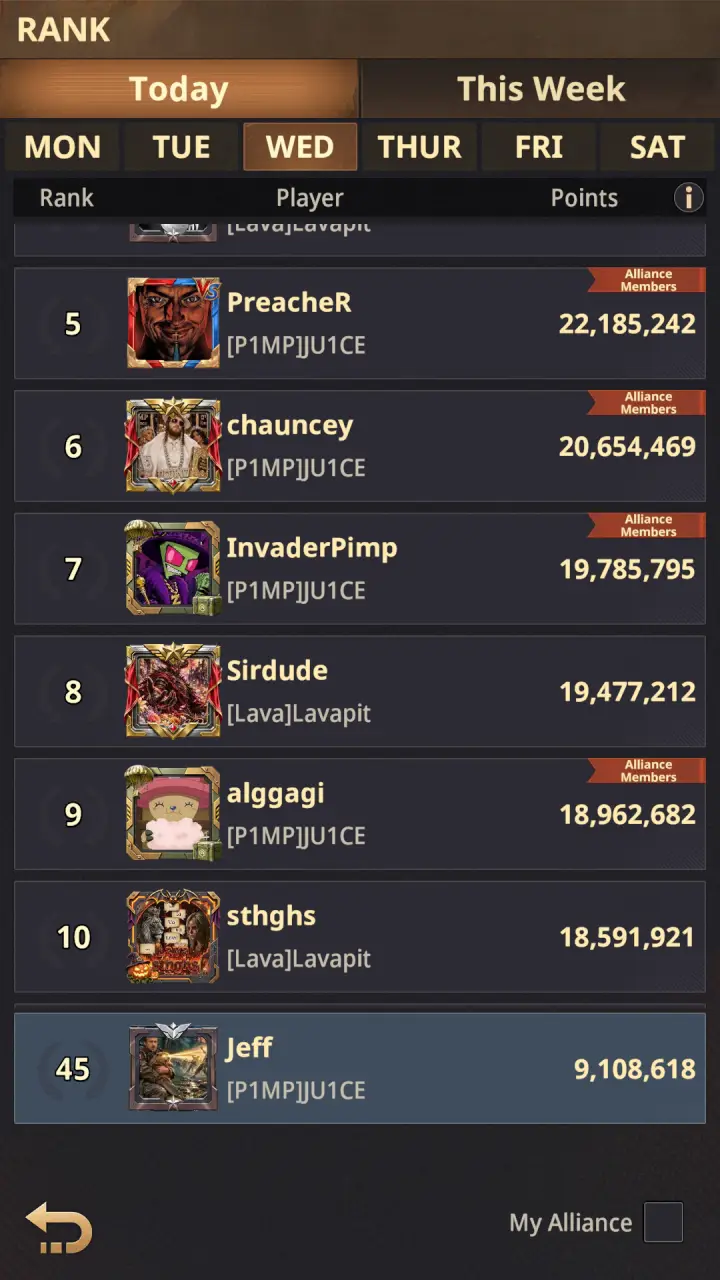 RANK
Today
This Week
MON
TUE
WED
THUR
FRI
SAT
Rank
Player
Points
[Lava]Lavapit
Alliance
Members
5
PreacheR
[P1MP]JU1CE
22,185,242
Alliance
Members
6
chauncey
[P1MP]JU1CE
20,654,469
Alliance
Members
7
InvaderPimp
[P1MP]JU1CE
19,785,795
8
Sirdude
[Lava]Lavapit
19,477,212
Alliance
Members
9
alggagi
[P1MP]JU1CE
18,962,682
10
sthghs
[Lava]Lavapit
18,591,921
45
Jeff
[P1MP]JU1CE
9,108,618
My Alliance